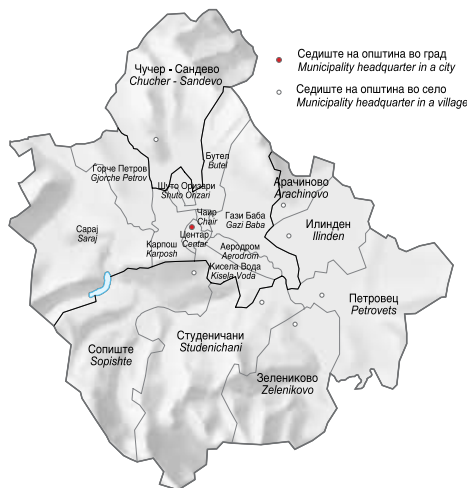 Седиште на општина во град
Municipality headquarter in a city
Седиште на општина во село
Municipality headquarter in a village
Чучер - Сандево
Chucher - Sandevo
Бутел
Butel
Ѓорче Петров
Gjorche Petrov
Шуто Оризари
Shuto Orizari
Арачиново
Arachinovo
Чаир
Chair
Гази Баба
Gazi Baba
Илинден
Ilinden
Сарај
Saraj
Центар
Centar
Карпош
Karposh
Аеродром
Aerodrom
Кисела Вода
Kisela Voda
Петровец
Petrovets
Сопиште
Sopishte
Студеничани
Studenichani
Зелениково
Zelenikovo